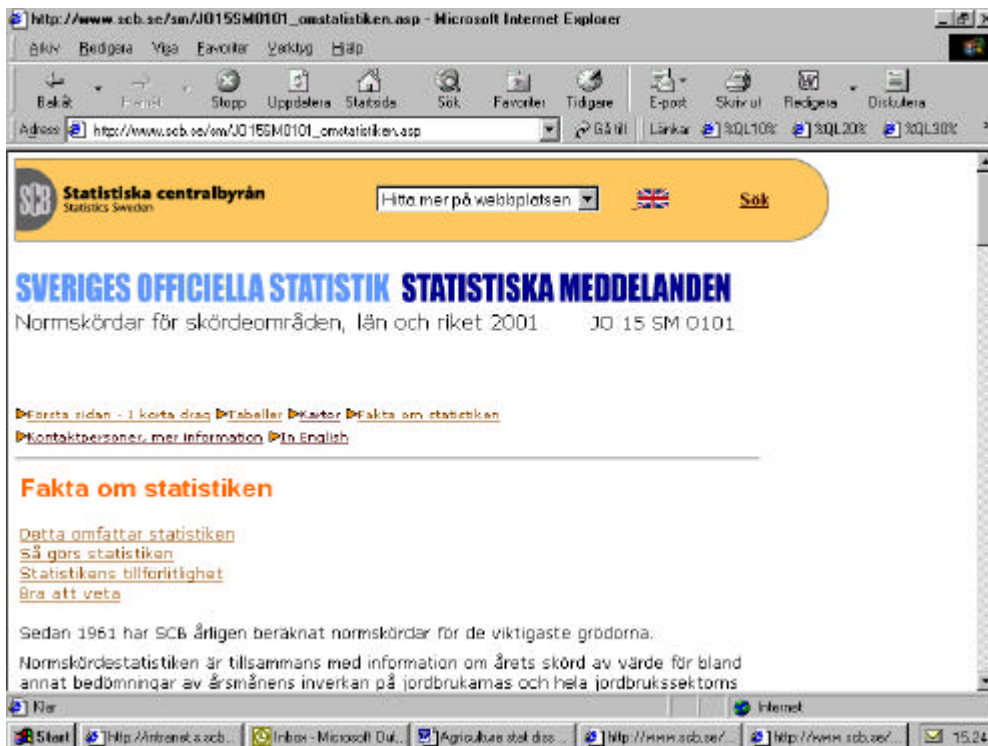 http://www.scb.se/sm/JO15SM0101_omstatistiken.asp - Microsoft Internet Explorer
Arkiv Redigera Visa Favoriter Verktyg Hjälp
Bakåt Framåt Stopp Uppdatera Startsida Sök Favoriter Tidigare E-post Skriv ut Redigera Diskutera
Adress http://www.scb.se/sm/JO15SM0101_omstatistiken.asp Gå till Länkar %QL10% %QL20% %QL30% »
SCB Statistiska centralbyrån
Statistics Sweden
Hitta mer på webbplatsen
Sök
SVERIGES OFFICIELLA STATISTIK STATISTISKA MEDDELANDEN
Normskördar för skördeområden, län och riket 2001 JO 15 SM 0101
Första sidan - I korta drag Tabeller Kartor Fakta om statistiken
Kontaktpersoner, mer information In English
Fakta om statistiken
Detta omfattar statistiken
Så görs statistiken
Statistikens tillförlitlighet
Bra att veta
Sedan 1961 har SCB årligen beräknat normskördar för de viktigaste grödorna.
Normskördestatistiken är tillsammans med information om årets skörd av värde för bland
annat bedömningar av årsmånens inverkan på jordbrukarnas och hela jordbrukssektorns
Klar Internet
Start http://intranet.scb... Inbox - Microsoft Out... Agriculture stat diss ... http://www.scb.se/... http://www.scb.se/... 15.24